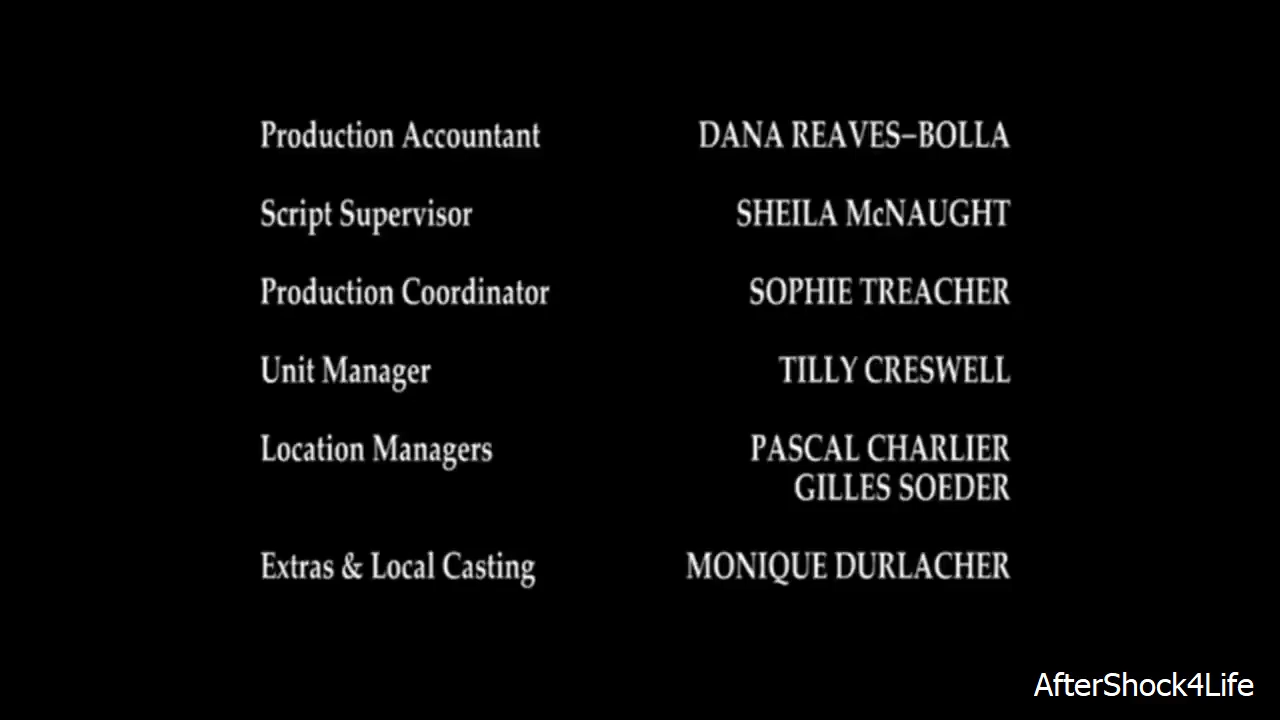 Production Accountant DANA REAVES–BOLLA
Script Supervisor SHEILA McNAUGHT
Production Coordinator SOPHIE TREACHER
Unit Manager TILLY CRESWELL
Location Managers PASCAL CHARLIER
GILLES SOEDER
Extras & Local Casting MONIQUE DURLACHER
AfterShock4Life